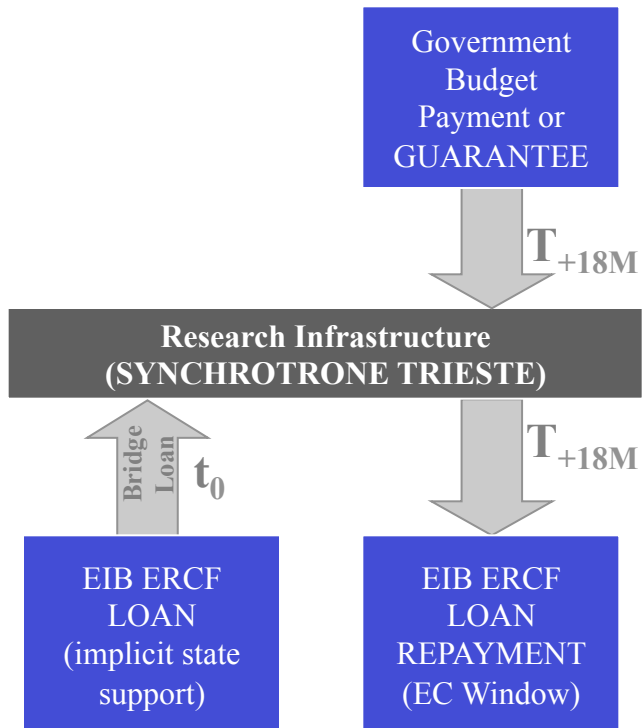 Government
Budget
Payment or
GUARANTEE
T+18M
Research Infrastructure
(SYNCHROTRONE TRIESTE)
Bridge
Loan
t0
T+18M
EIB ERCF
LOAN
(implicit state
support)
EIB ERCF
LOAN
REPAYMENT
(EC Window)